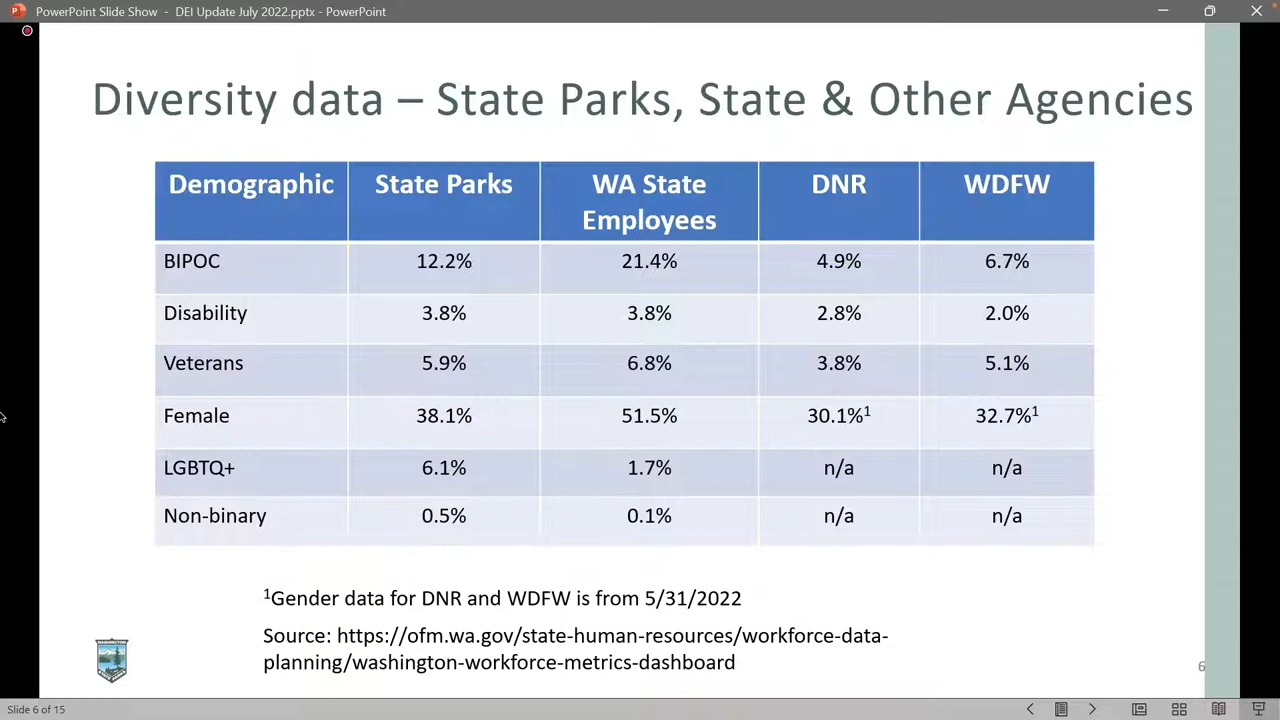 PowerPoint Slide Show - DEI Update July 2022.pptx - PowerPoint
Diversity data – State Parks, State & Other Agencies
Demographic State Parks WA State Employees DNR WDFW
BIPOC 12.2% 21.4% 4.9% 6.7%
Disability 3.8% 3.8% 2.8% 2.0%
Veterans 5.9% 6.8% 3.8% 5.1%
Female 38.1% 51.5% 30.1%¹ 32.7%¹
LGBTQ+ 6.1% 1.7% n/a n/a
Non-binary 0.5% 0.1% n/a n/a
¹Gender data for DNR and WDFW is from 5/31/2022
Source: https://ofm.wa.gov/state-human-resources/workforce-data-
planning/washington-workforce-metrics-dashboard
6
Slide 6 of 15